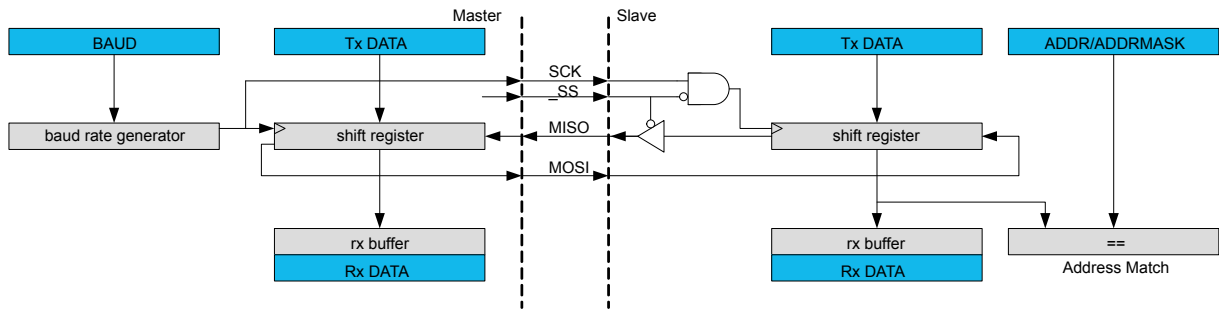 Master
Slave
BAUD
Tx DATA
Tx DATA
ADDR/ADDRMASK
SCK
_SS
baud rate generator
shift register
MISO
shift register
MOSI
rx buffer
rx buffer
==
Rx DATA
Rx DATA
Address Match